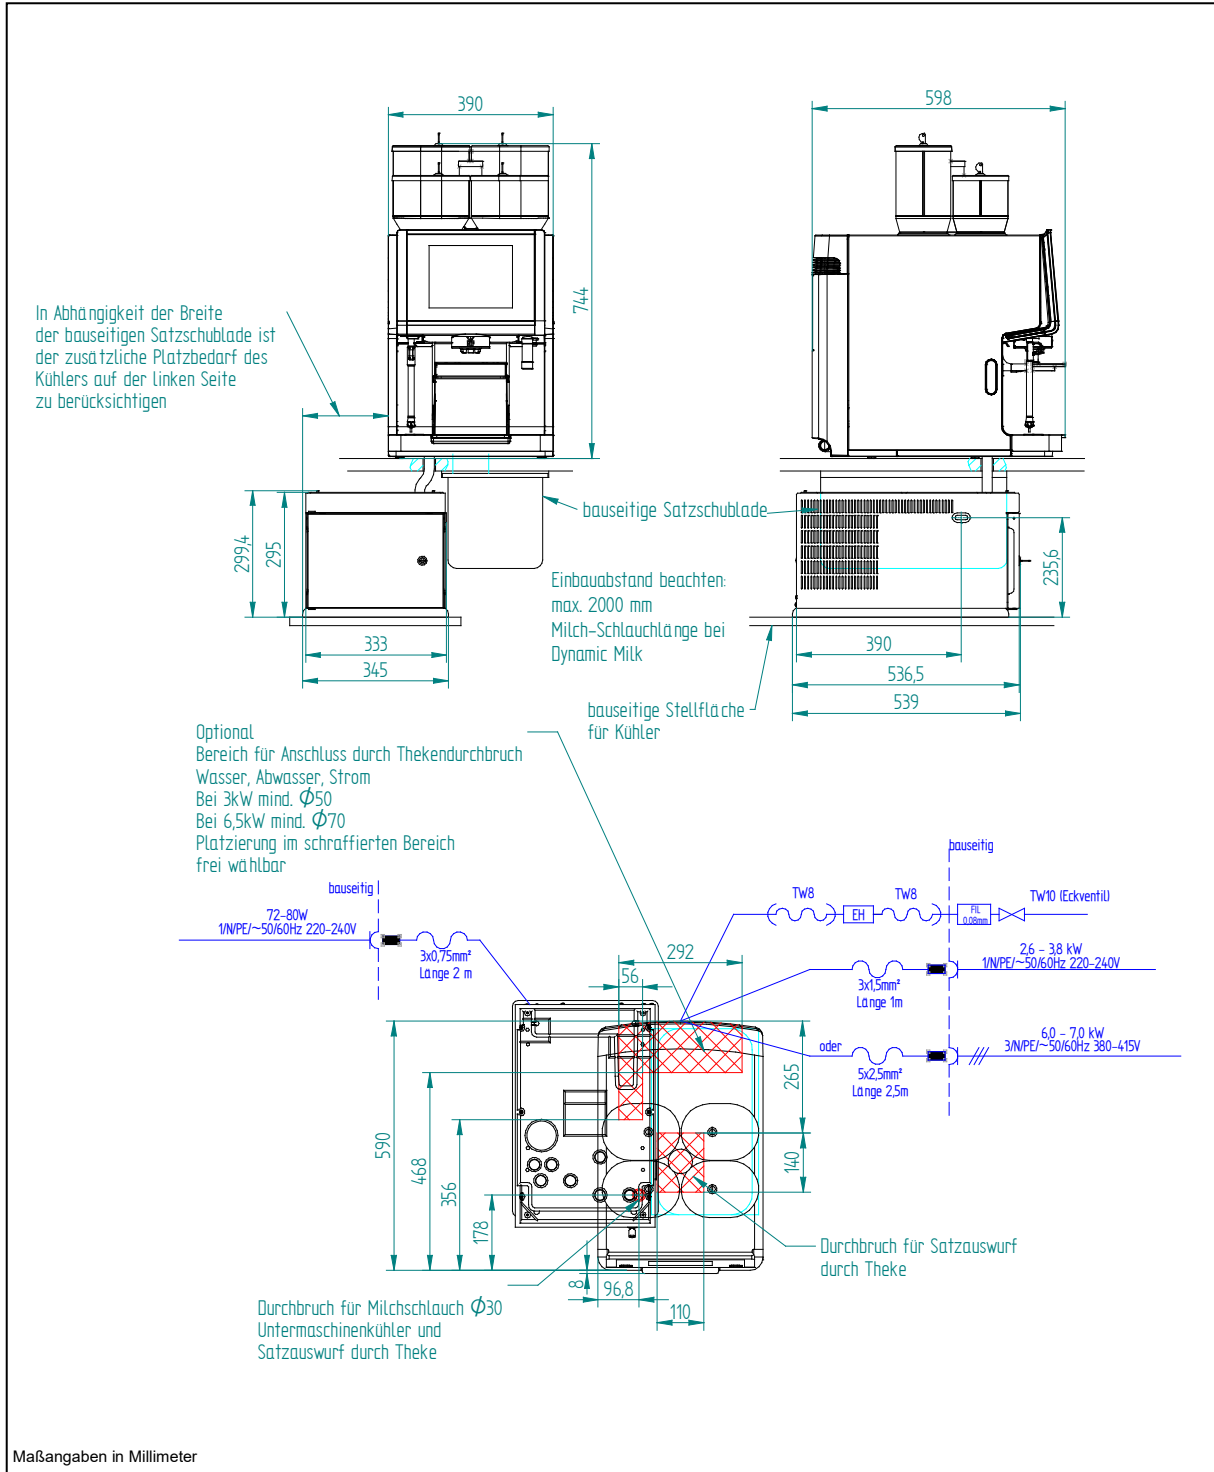 390
598
744
In Abhängigkeit der Breite
der bauseitigen Satzschublade ist
der zusätzliche Platzbedarf des
Kühlers auf der linken Seite
zu berücksichtigen
bauseitige Satzschublade
299,4
295
235,6
Einbauabstand beachten:
max. 2000 mm
Milch-Schlauchlänge bei
Dynamic Milk
333
345
390
536,5
539
bauseitige Stellfläche
für Kühler
Optional
Bereich für Anschluss durch Thekendurchbruch
Wasser, Abwasser, Strom
Bei 3kW mind. Φ50
Bei 6,5kW mind. Φ70
Platzierung im schraffierten Bereich
frei wählbar
bauseitig
72-80W
1/N/PE/~50/60Hz 220-240V
3x0,75mm²
Länge 2 m
bauseitig
TW8
EH
TW8
FIL
0.08mm
TW10 (Eckventil)
2,6 - 3,8 kW
1/N/PE/~50/60Hz 220-240V
3x1,5mm²
Länge 1m
oder
6,0 - 7,0 kW
3/N/PE/~50/60Hz 380-415V
5x2,5mm²
Länge 2,5m
292
56
265
140
590
468
356
178
8
96,8
110
Durchbruch für Satzauswurf
durch Theke
Durchbruch für Milchschlauch Φ30
Untermaschinenkühler und
Satzauswurf durch Theke
Maßangaben in Millimeter